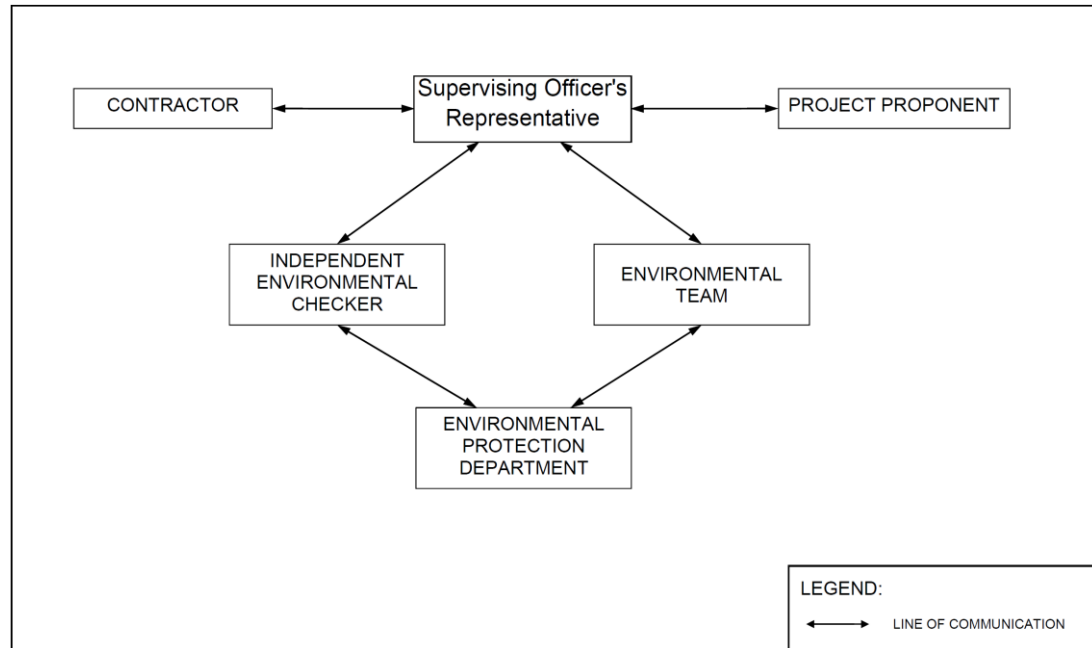 CONTRACTOR
Supervising Officer's
Representative
PROJECT PROPONENT
INDEPENDENT
ENVIRONMENTAL
CHECKER
ENVIRONMENTAL
TEAM
ENVIRONMENTAL
PROTECTION
DEPARTMENT
LEGEND:
LINE OF COMMUNICATION